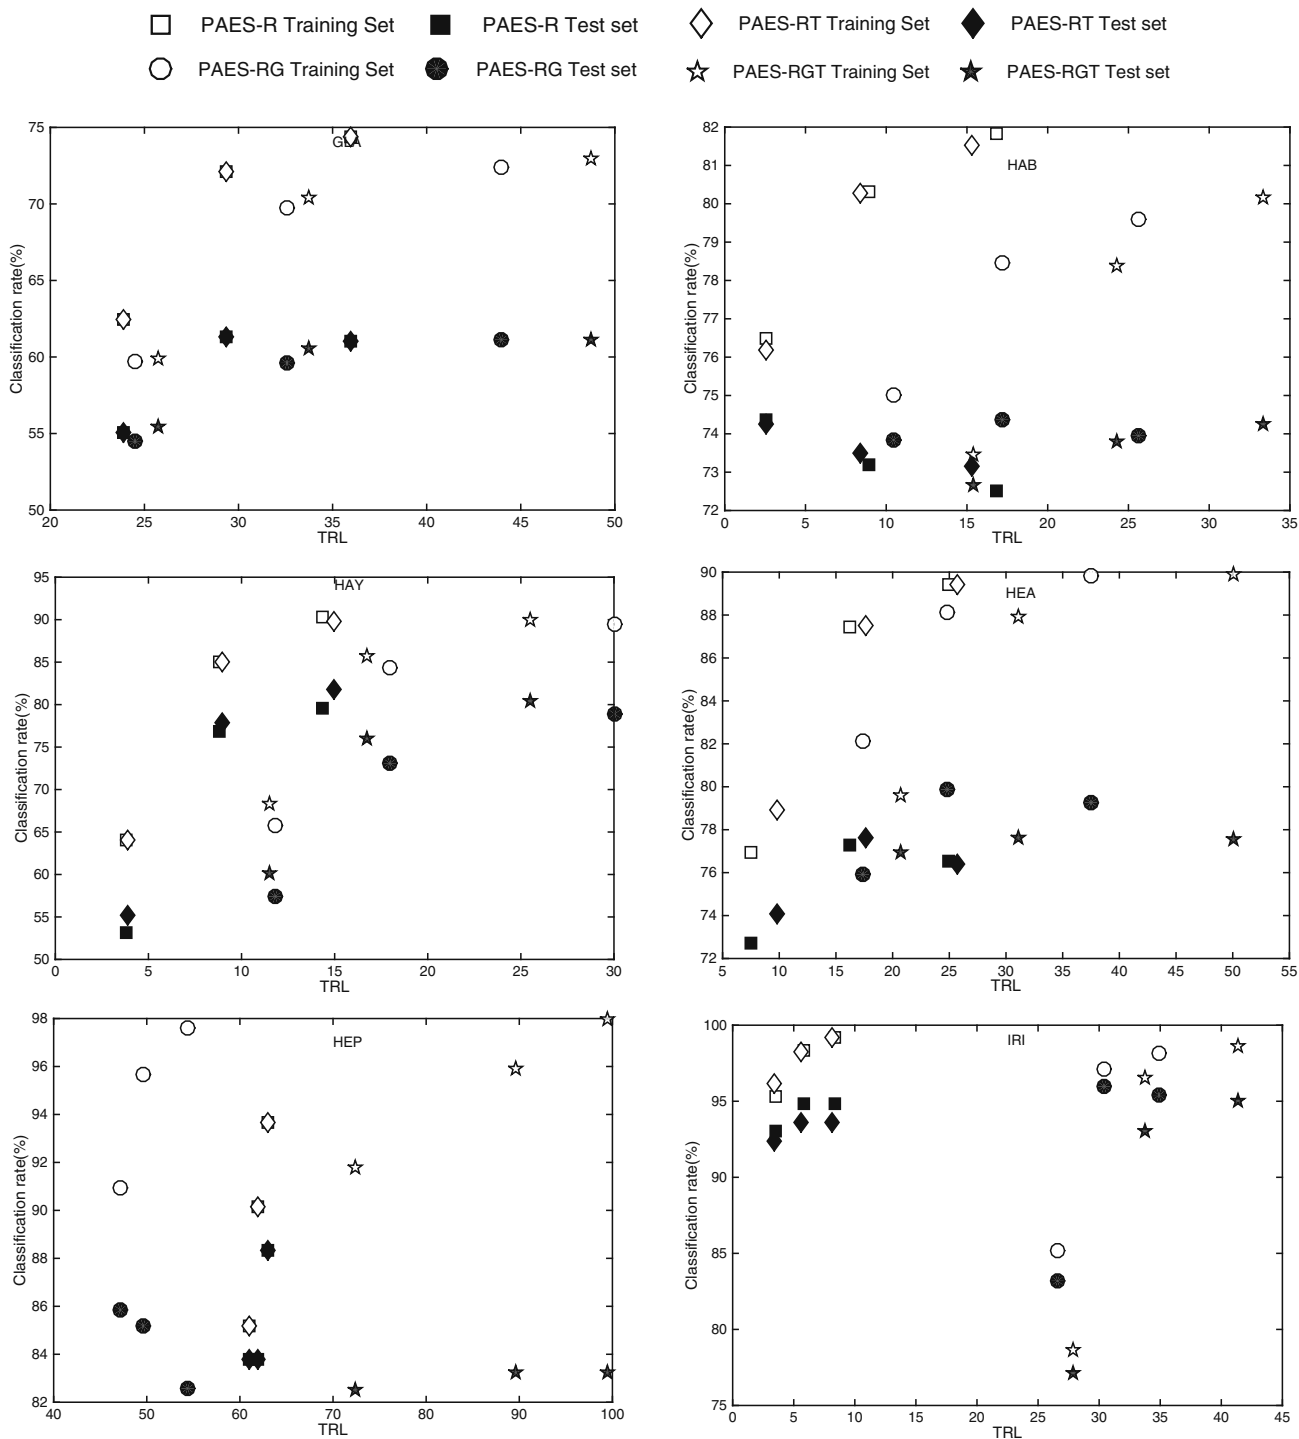 PAES-R Training Set PAES-R Test set PAES-RT Training Set PAES-RT Test set
PAES-RG Training Set PAES-RG Test set PAES-RGT Training Set PAES-RGT Test set
75
70
65
60
55
50
20 25 30 35 40 45 50
Classification rate(%)
TRL
82
81
80
79
78
77
76
75
74
73
72
0 5 10 15 20 25 30 35
HAB
Classification rate(%)
TRL
95
90
85
80
75
70
65
60
55
50
0 5 10 15 20 25 30
HAY
Classification rate(%)
TRL
90
88
86
84
82
80
78
76
74
72
5 10 15 20 25 30 35 40 45 50 55
HEA
Classification rate(%)
TRL
98
96
94
92
90
88
86
84
82
40 50 60 70 80 90 100
HEP
Classification rate(%)
TRL
100
95
90
85
80
75
0 5 10 15 20 25 30 35 40 45
IRI
Classification rate(%)
TRL